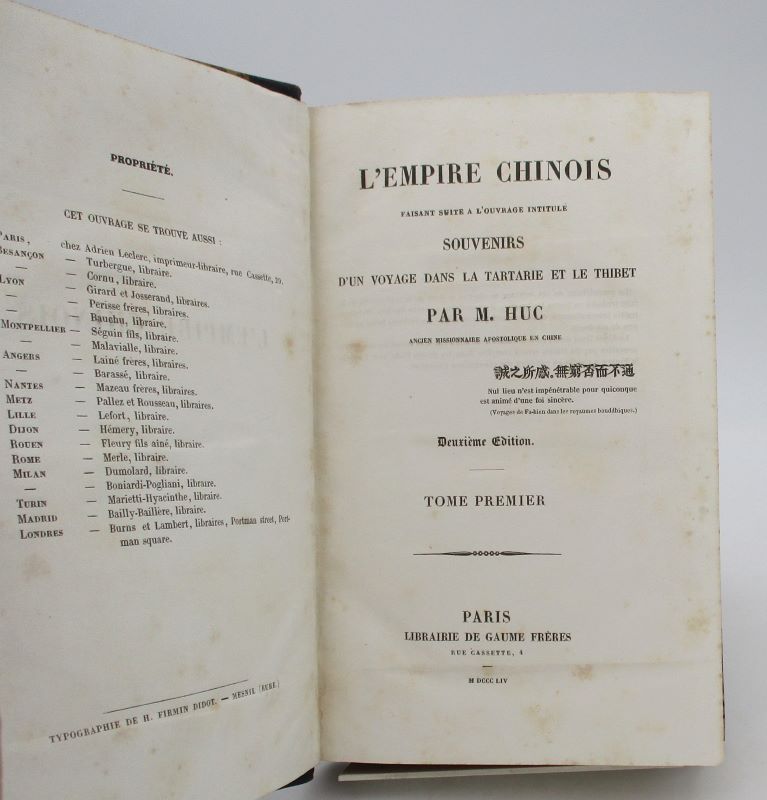 PROPRIÉTÉ.
CET OUVRAGE SE TROUVE AUSSI :
PARIS, chez Adrien Leclere, imprimeur-libraire, rue Cassette, 29.
BESANÇON — Turbergue, libraire.
— — Cornu, libraire.
LYON — Girard et Josserand, libraires.
— — Perisse frères, libraires.
— — Bauchu, libraire.
MONTPELLIER — Séguin fils, libraire.
— — Malavialle, libraire.
ANGERS — Lainé frères, libraires.
— — Barassé, libraire.
NANTES — Mazeau frères, libraires.
METZ — Pallez et Rousseau, libraires.
LILLE — Lefort, libraire.
DIJON — Hémery, libraire.
ROUEN — Fleury fils aîné, libraire.
ROME — Merle, libraire.
MILAN — Dumolard, libraire.
— — Boniardi-Pogliani, libraire.
TURIN — Marietti-Hyacinthe, libraire.
MADRID — Bailly-Baillère, libraire.
LONDRES — Burns et Lambert, libraires, Portman street, Port-
man square.
TYPOGRAPHIE DE H. FIRMIN DIDOT. — MESNIL (EURE.)
L'EMPIRE CHINOIS
FAISANT SUITE A L'OUVRAGE INTITULÉ
SOUVENIRS
D'UN VOYAGE DANS LA TARTARIE ET LE THIBET
PAR M. HUC
ANCIEN MISSIONNAIRE APOSTOLIQUE EN CHINE
誠之所感。無窮否而不通
Nul lieu n'est impénétrable pour quiconque
est animé d'une foi sincère.
(Voyages de Fa-hien dans les royaumes bouddhiques.)
Deuxième Edition.
TOME PREMIER
PARIS
LIBRAIRIE DE GAUME FRÈRES
RUE CASSETTE, 4
M DCCC LIV